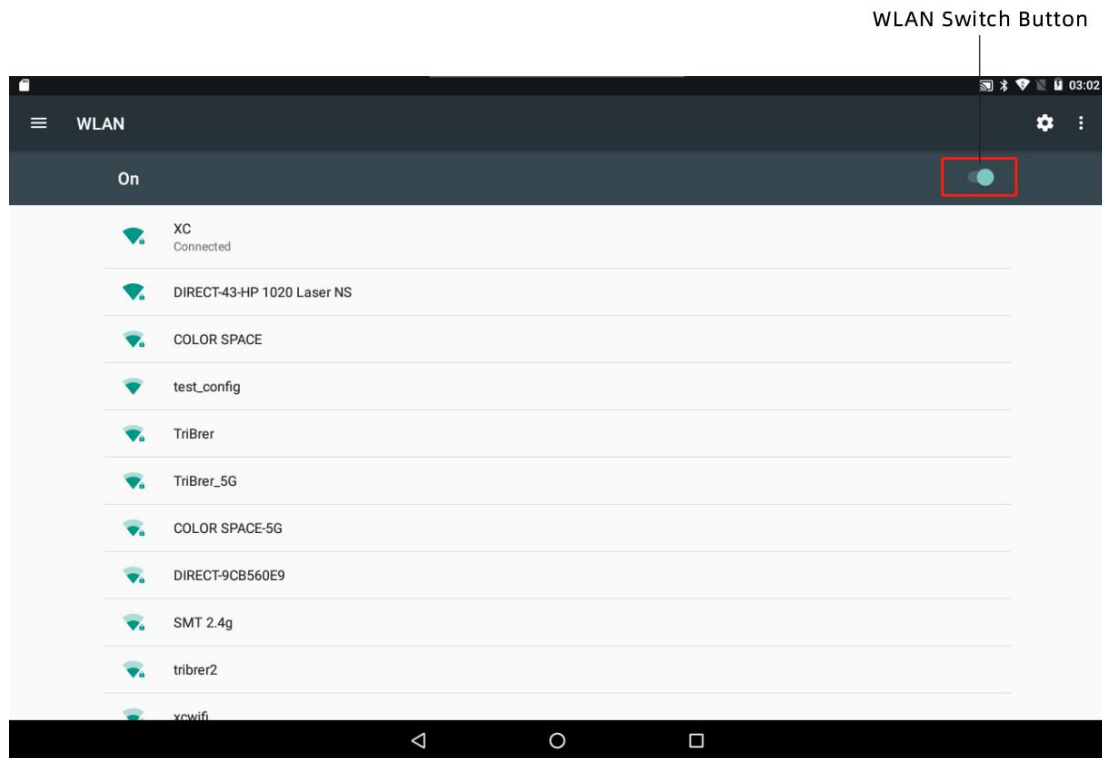 WLAN Switch Button
03:02
WLAN
On
XC
Connected
DIRECT-43-HP 1020 Laser NS
COLOR SPACE
test_config
TriBrer
TriBrer_5G
COLOR SPACE-5G
DIRECT-9CB560E9
SMT 2.4g
tribrer2
xcwifi